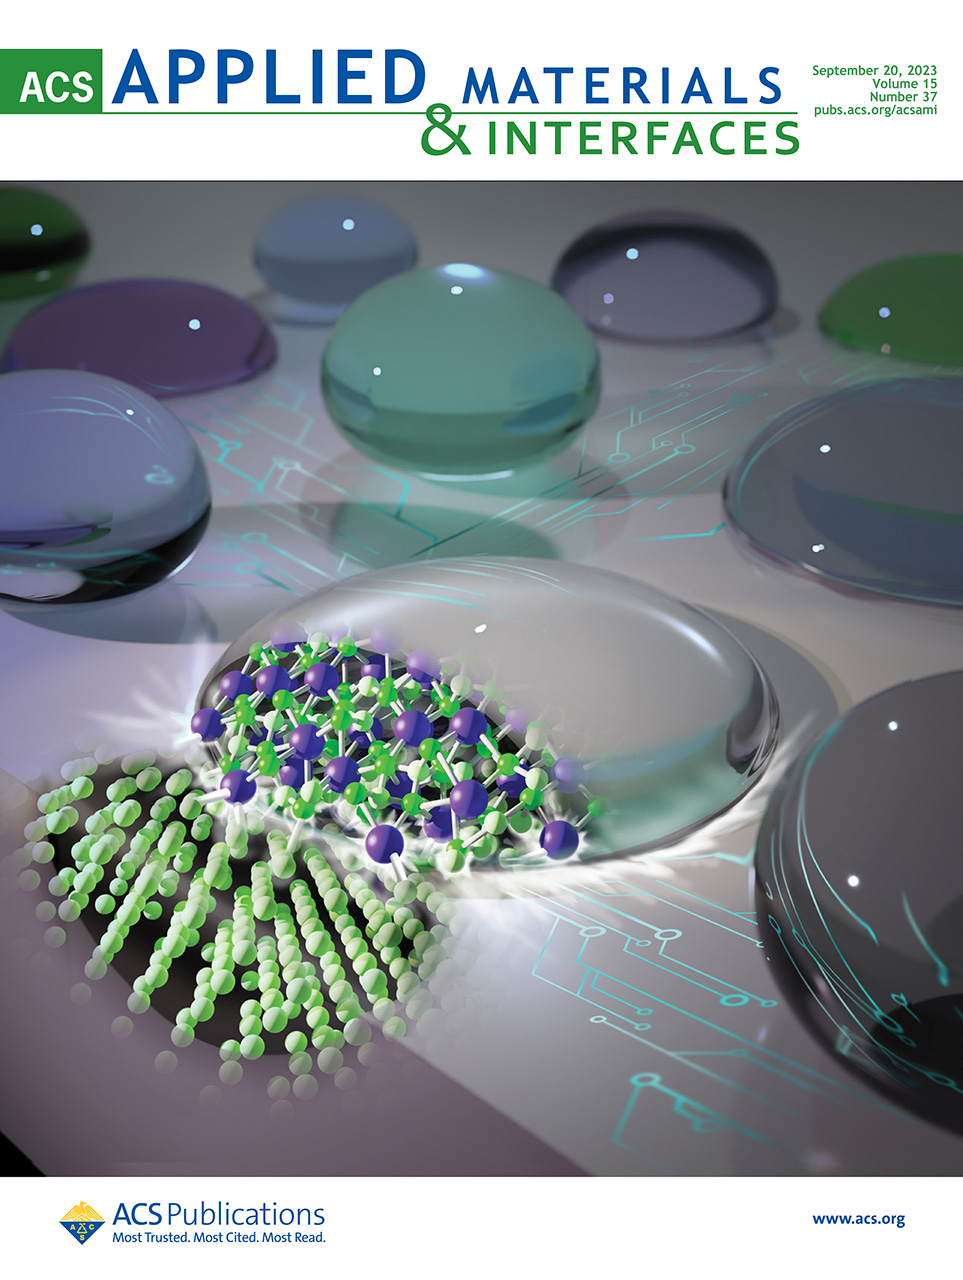 ACS APPLIED MATERIALS
& INTERFACES
September 20, 2023
Volume 15
Number 37
pubs.acs.org/acsami
A C S
S
ACS Publications
Most Trusted. Most Cited. Most Read.
www.acs.org